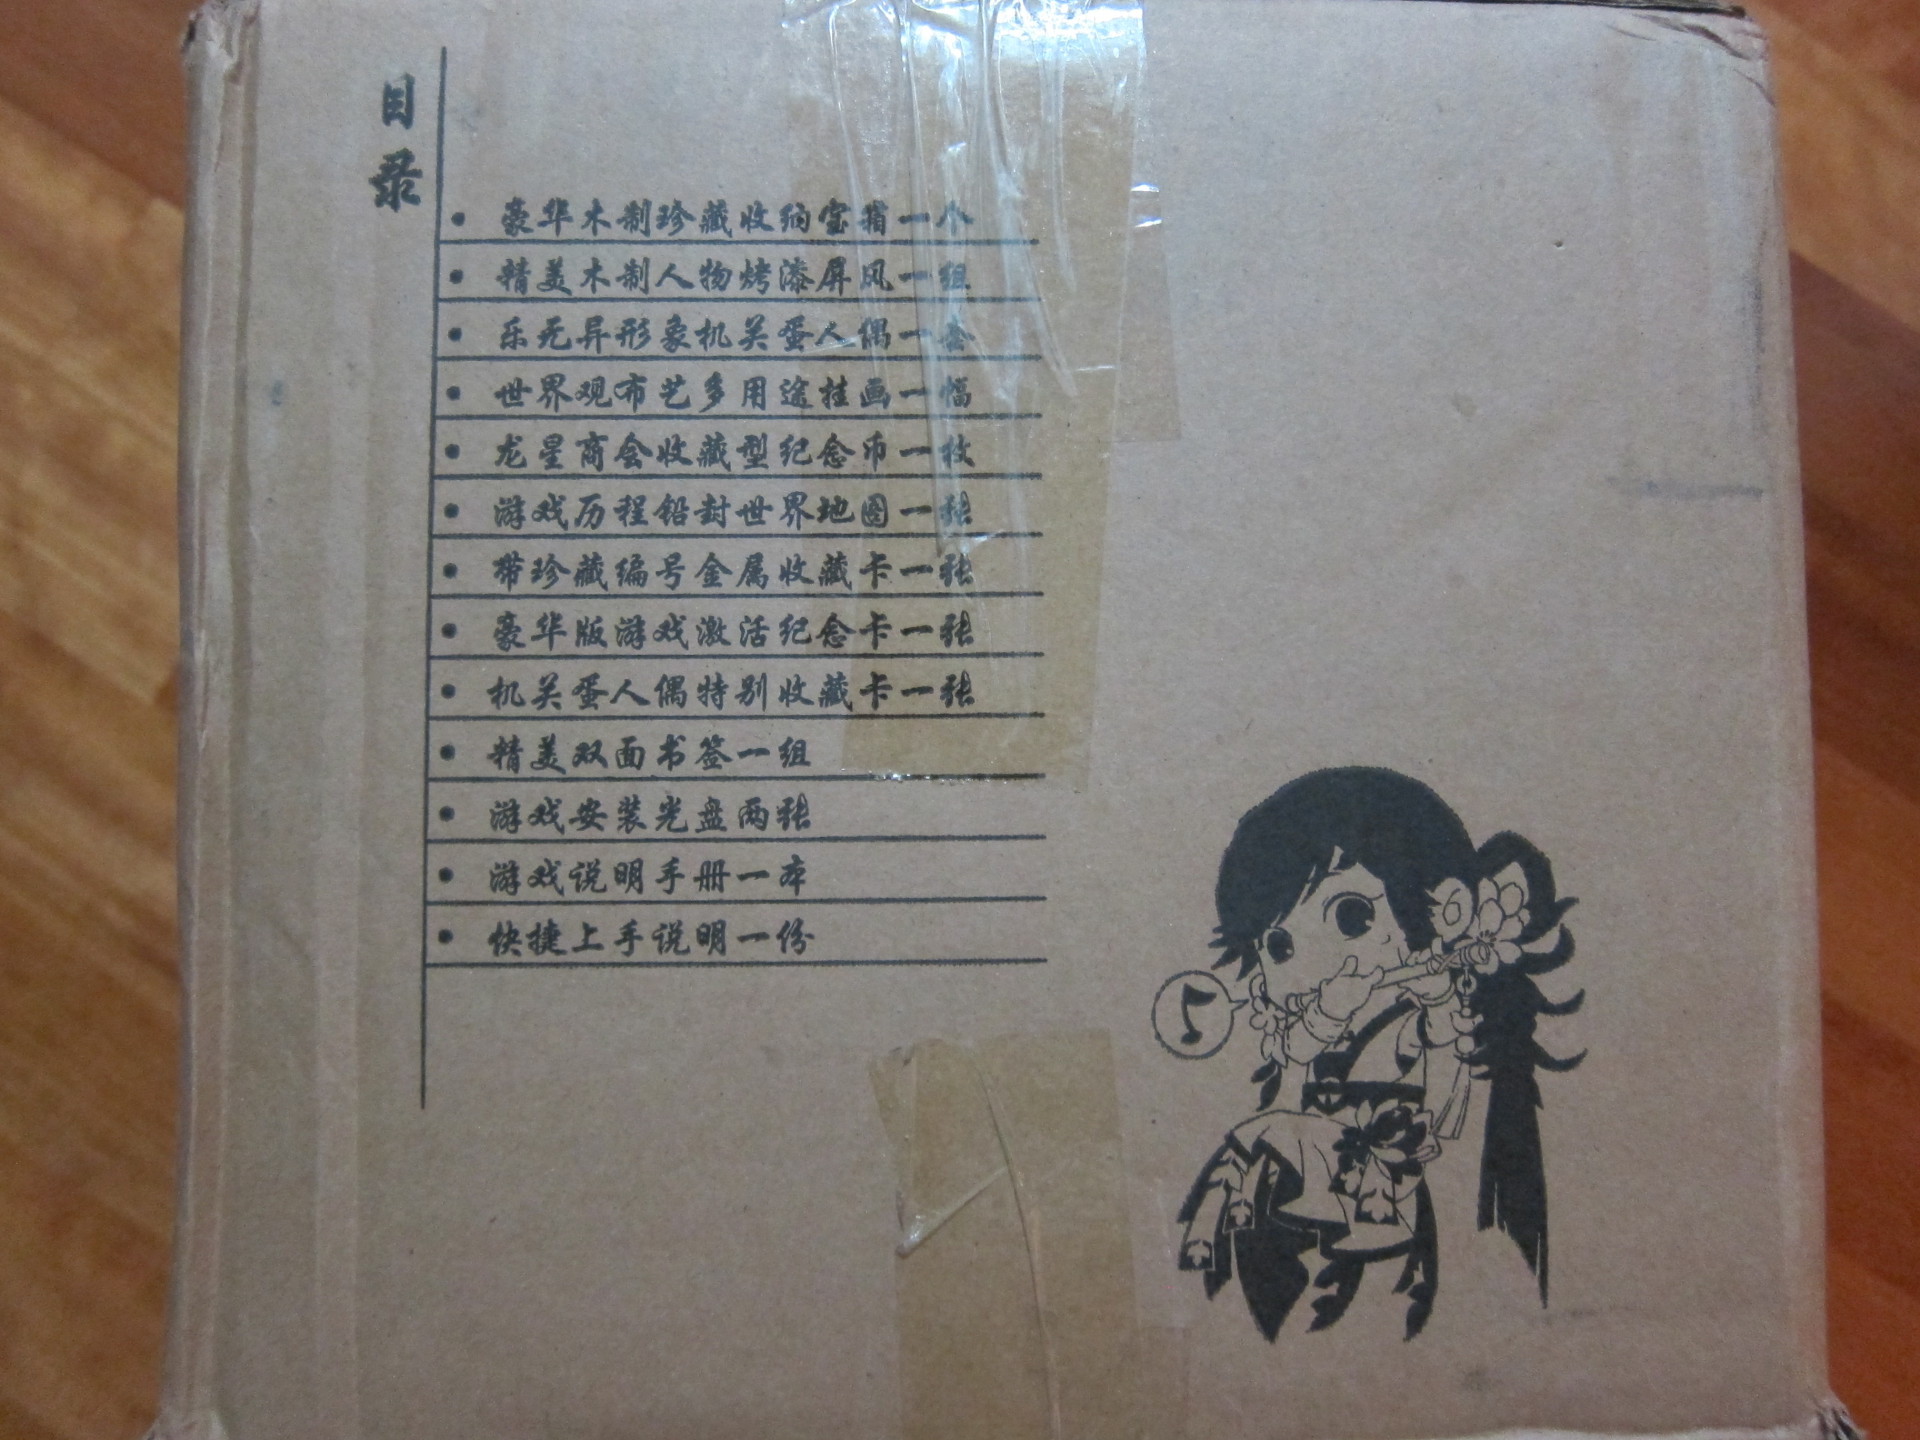 目录
• 豪华木制珍藏收纳宝箱一个
• 精美木制人物烤漆屏风一组
• 乐无异形象机关蛋人偶一套
• 世界观布艺多用途挂画一幅
• 龙星商会收藏型纪念币一枚
• 游戏历程铅封世界地图一张
• 带珍藏编号金属收藏卡一张
• 豪华版游戏激活纪念卡一张
• 机关蛋人偶特别收藏卡一张
• 精美双面书签一组
• 游戏安装光盘两张
• 游戏说明手册一本
• 快捷上手说明一份